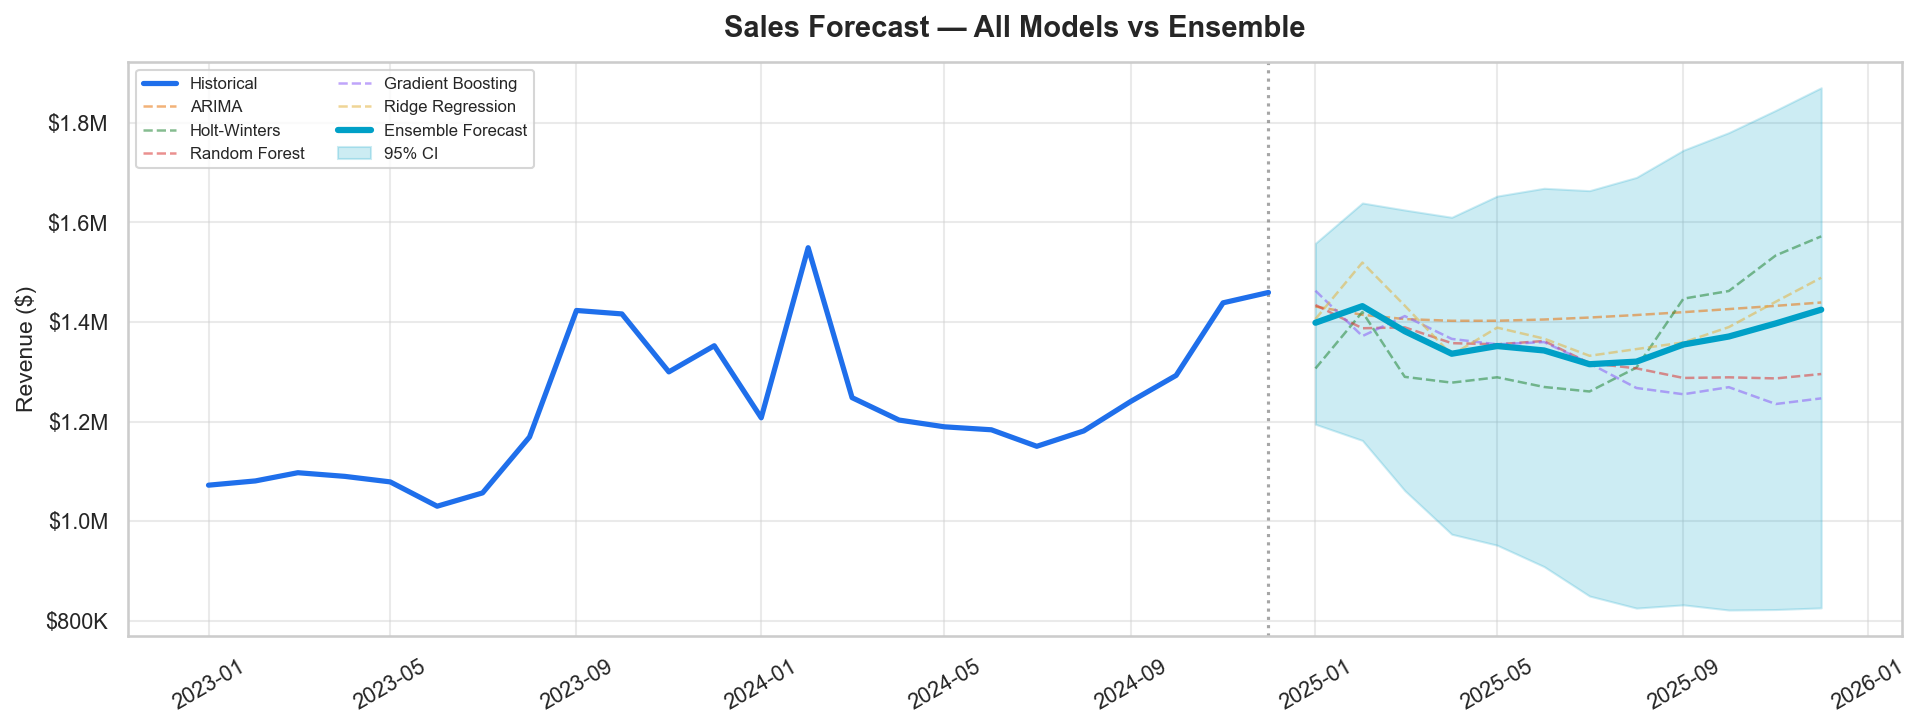 Sales Forecast — All Models vs Ensemble
Historical
ARIMA
Holt-Winters
Random Forest
Gradient Boosting
Ridge Regression
Ensemble Forecast
95% CI
Revenue ($)
$1.8M
$1.6M
$1.4M
$1.2M
$1.0M
$800K
2023-01
2023-05
2023-09
2024-01
2024-05
2024-09
2025-01
2025-05
2025-09
2026-01